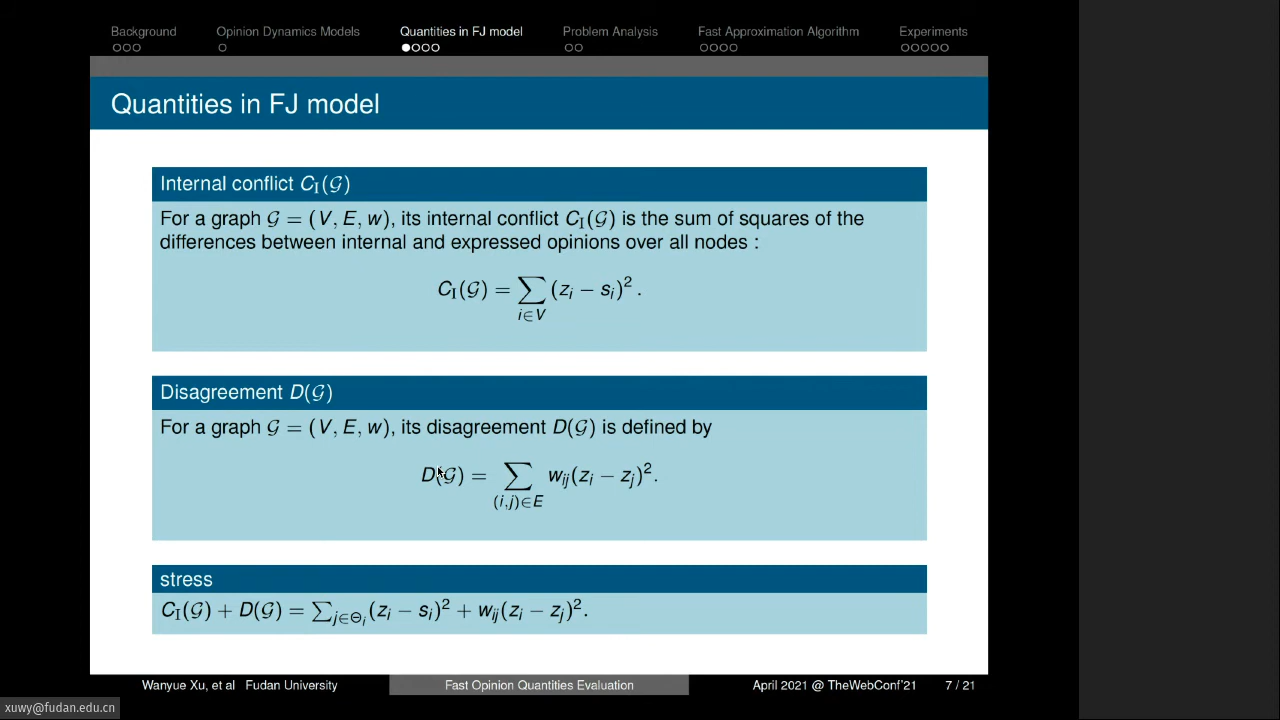 Background Opinion Dynamics Models Quantities in FJ model Problem Analysis Fast Approximation Algorithm Experiments
Quantities in FJ model
Internal conflict C_I(𝒢)
For a graph 𝒢 = (V, E, w), its internal conflict C_I(𝒢) is the sum of squares of the
differences between internal and expressed opinions over all nodes :
C_I(𝒢) = ∑_{i∈V} (z_i − s_i)² .
Disagreement D(𝒢)
For a graph 𝒢 = (V, E, w), its disagreement D(𝒢) is defined by
D(𝒢) = ∑_{(i,j)∈E} w_{ij}(z_i − z_j)².
stress
C_I(𝒢) + D(𝒢) = ∑_{j∈Θ_i} (z_i − s_i)² + w_{ij}(z_i − z_j)².
Wanyue Xu, et al Fudan University Fast Opinion Quantities Evaluation April 2021 @ TheWebConf'21 7 / 21
xuwy@fudan.edu.cn